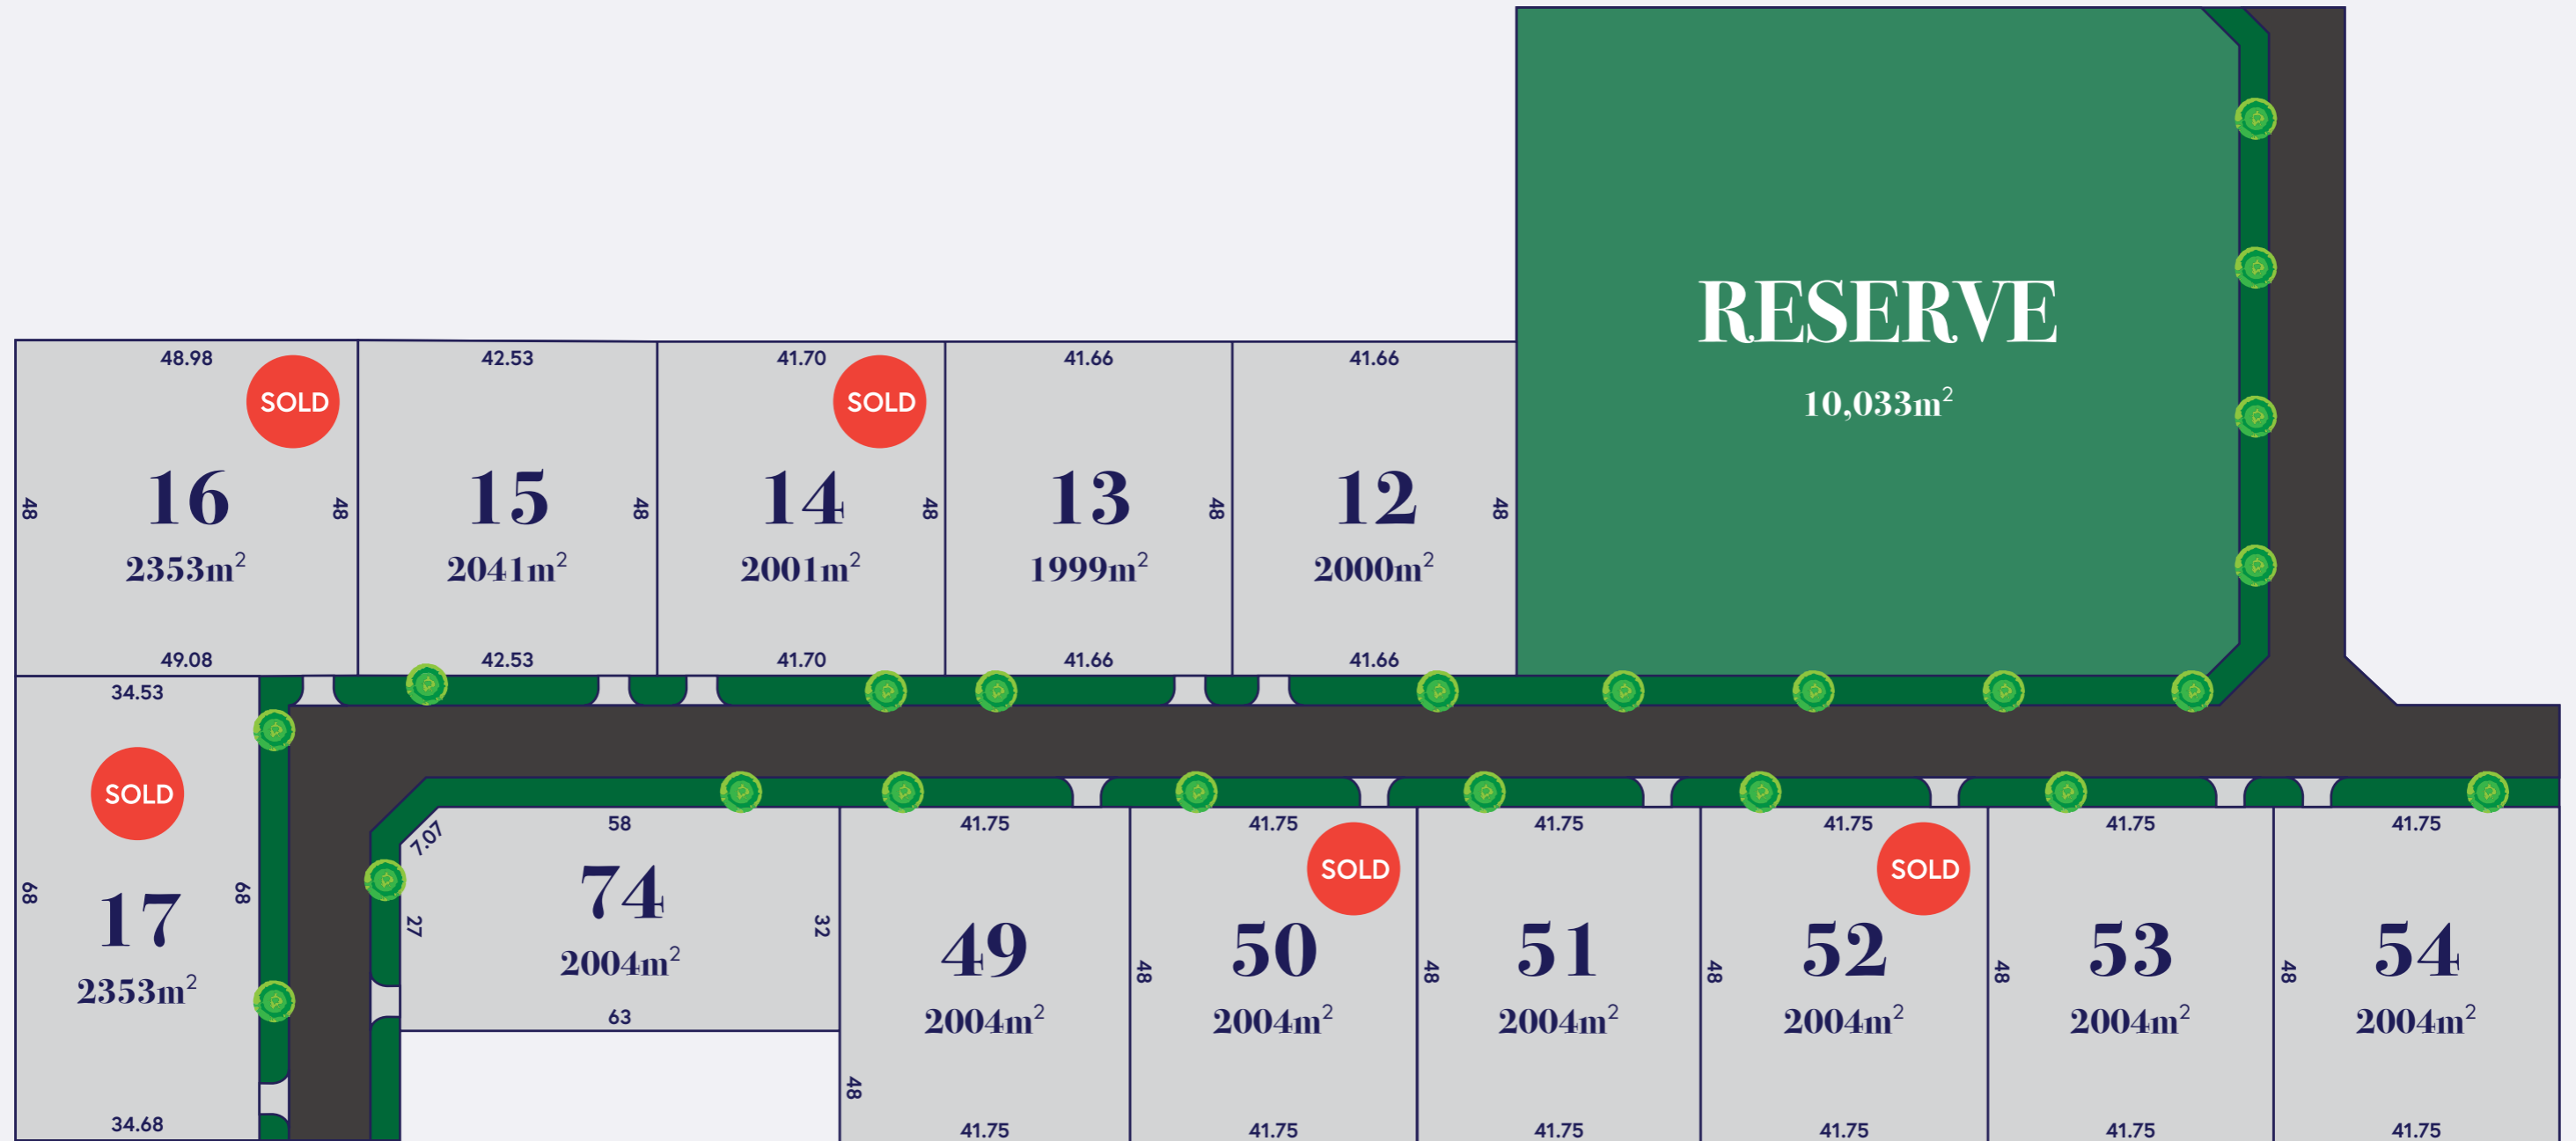 RESERVE
10,033m²
48.98
SOLD
48
16
48
2353m²
49.08
42.53
15
48
2041m²
42.53
41.70
SOLD
14
48
2001m²
41.70
41.66
13
48
1999m²
41.66
41.66
12
48
2000m²
41.66
34.53
SOLD
68
68
17
2353m²
34.68
7.07
58
74
27
32
2004m²
63
41.75
49
2004m²
48
48
41.75
41.75
SOLD
50
48
2004m²
41.75
41.75
51
48
2004m²
41.75
41.75
SOLD
52
48
2004m²
41.75
41.75
53
48
2004m²
41.75
41.75
54
2004m²
41.75